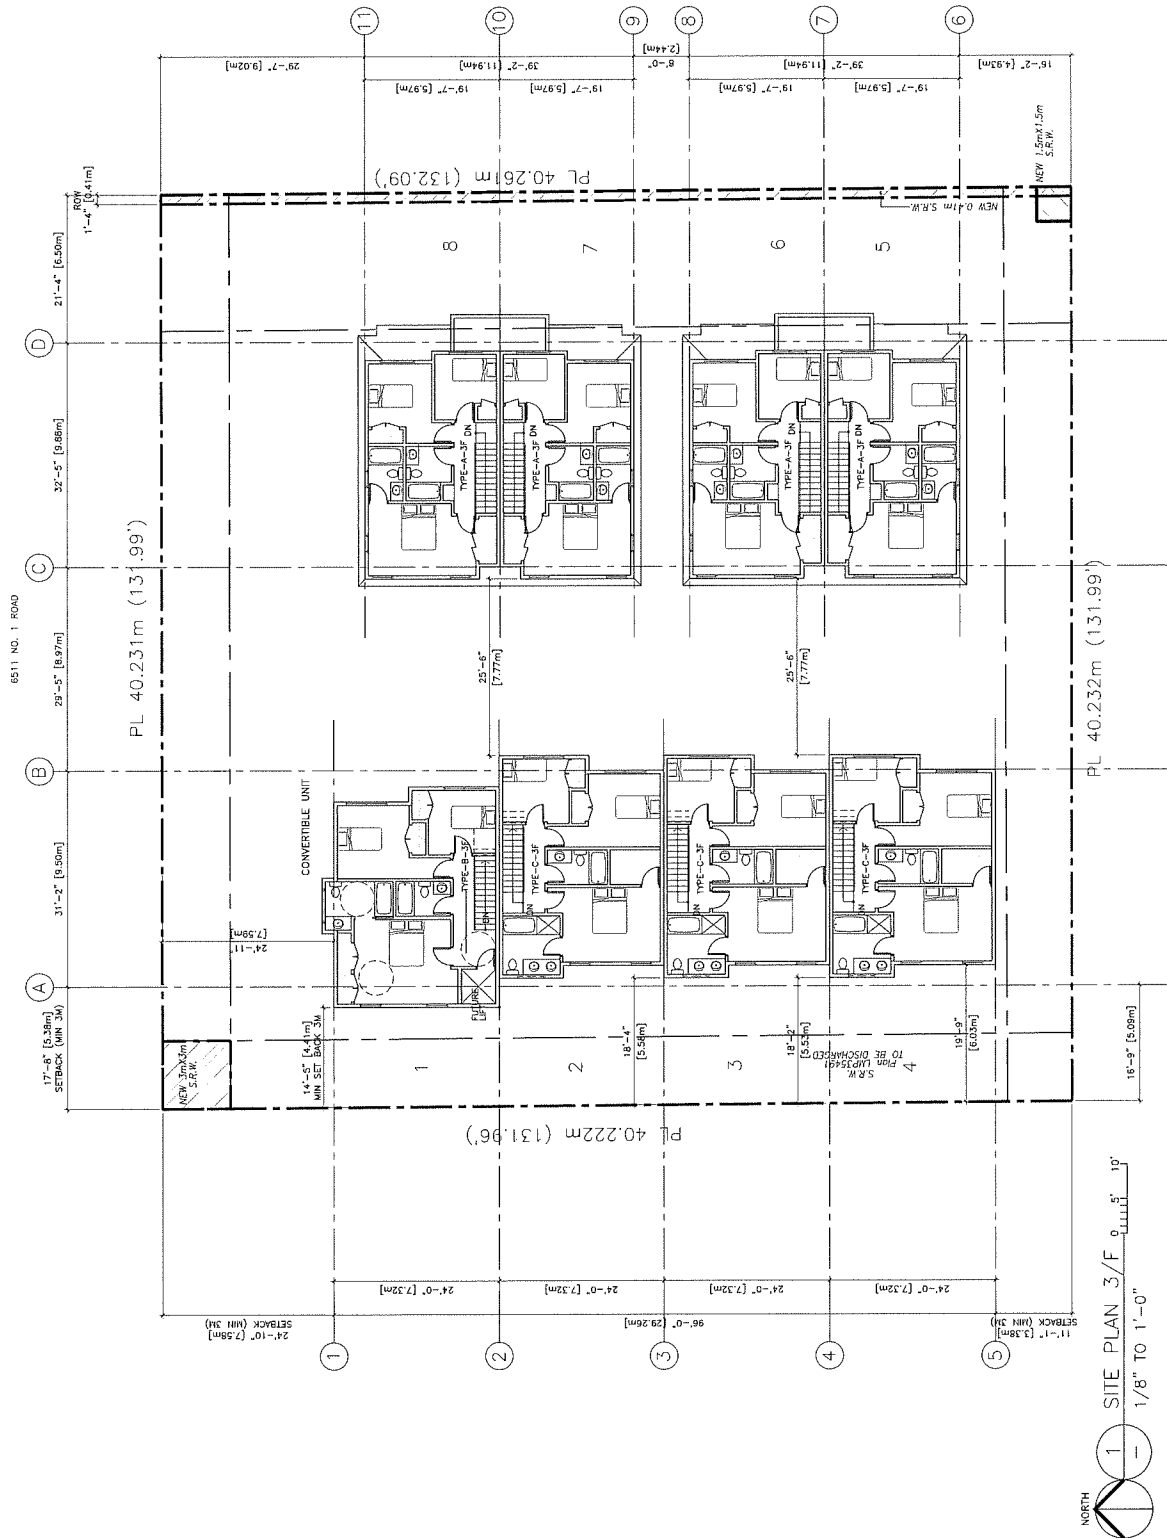 11
10
9
8
7
6
29'-7" [9.02m]
39'-2" [11.94m]
8'-0"
[2.44m]
39'-2" [11.94m]
16'-2" [4.93m]
19'-7" [5.97m]
19'-7" [5.97m]
19'-7" [5.97m]
19'-7" [5.97m]
ROW
1'-4" [0.41m]
PL 40.261m (132.09')
NEW 0.41m S.R.W.
NEW 1.5mX1.5m
S.R.W.
21'-4" [6.50m]
8
7
6
5
D
32'-5" [9.88m]
TYPE-A-3F DN
TYPE-A-3F DN
TYPE-A-3F DN
TYPE-A-3F DN
C
6511 NO. 1 ROAD
29'-5" [8.97m]
PL 40.231m (131.99')
25'-6"
[7.77m]
25'-6"
[7.77m]
PL 40.232m (131.99')
B
CONVERTIBLE UNIT
31'-2" [9.50m]
24'-11"
[7.59m]
TYPE-B-3F
DN
TYPE-C-3F
DN
TYPE-C-3F
DN
TYPE-C-3F
DN
FUTURE
LIFT
A
17'-8" [5.38m]
SETBACK (MIN 3M)
NEW 3mX3m
S.R.W.
14'-5" [4.41m]
MIN SET BACK 3M
1
2
3
4
18'-4"
[5.58m]
18'-2"
[5.53m]
19'-9"
[6.03m]
S.R.W.
Plan LMP35491
TO BE DISCHARGED
16'-9" [5.09m]
PL 40.222m (131.96')
24'-0" [7.32m]
24'-0" [7.32m]
24'-0" [7.32m]
24'-0" [7.32m]
24'-10" [7.58m]
SETBACK (MIN 3M)
96'-0" [29.26m]
11'-1" [3.38m]
SETBACK (MIN 3M)
1
2
3
4
5
NORTH
1
—
SITE PLAN 3/F
1/8" TO 1'-0"
0 5' 10'